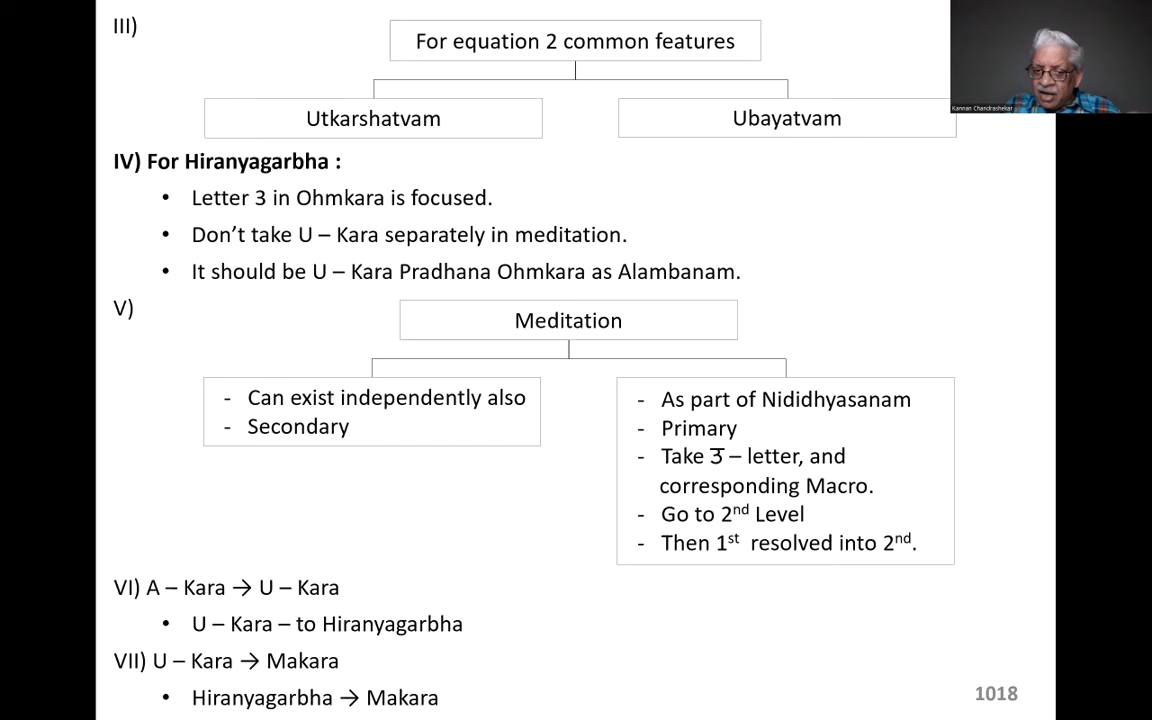 III)
For equation 2 common features
Utkarshatvam
Ubayatvam
IV) For Hiranyagarbha :
• Letter 3 in Ohmkara is focused.
• Don’t take U – Kara separately in meditation.
• It should be U – Kara Pradhana Ohmkara as Alambanam.
V)
Meditation
- Can exist independently also
- Secondary
- As part of Nididhyasanam
- Primary
- Take 3̅ – letter, and
corresponding Macro.
- Go to 2nd Level
- Then 1st resolved into 2nd.
VI) A – Kara → U – Kara
• U – Kara – to Hiranyagarbha
VII) U – Kara → Makara
• Hiranyagarbha → Makara
1018
Kannan Chandrashekar